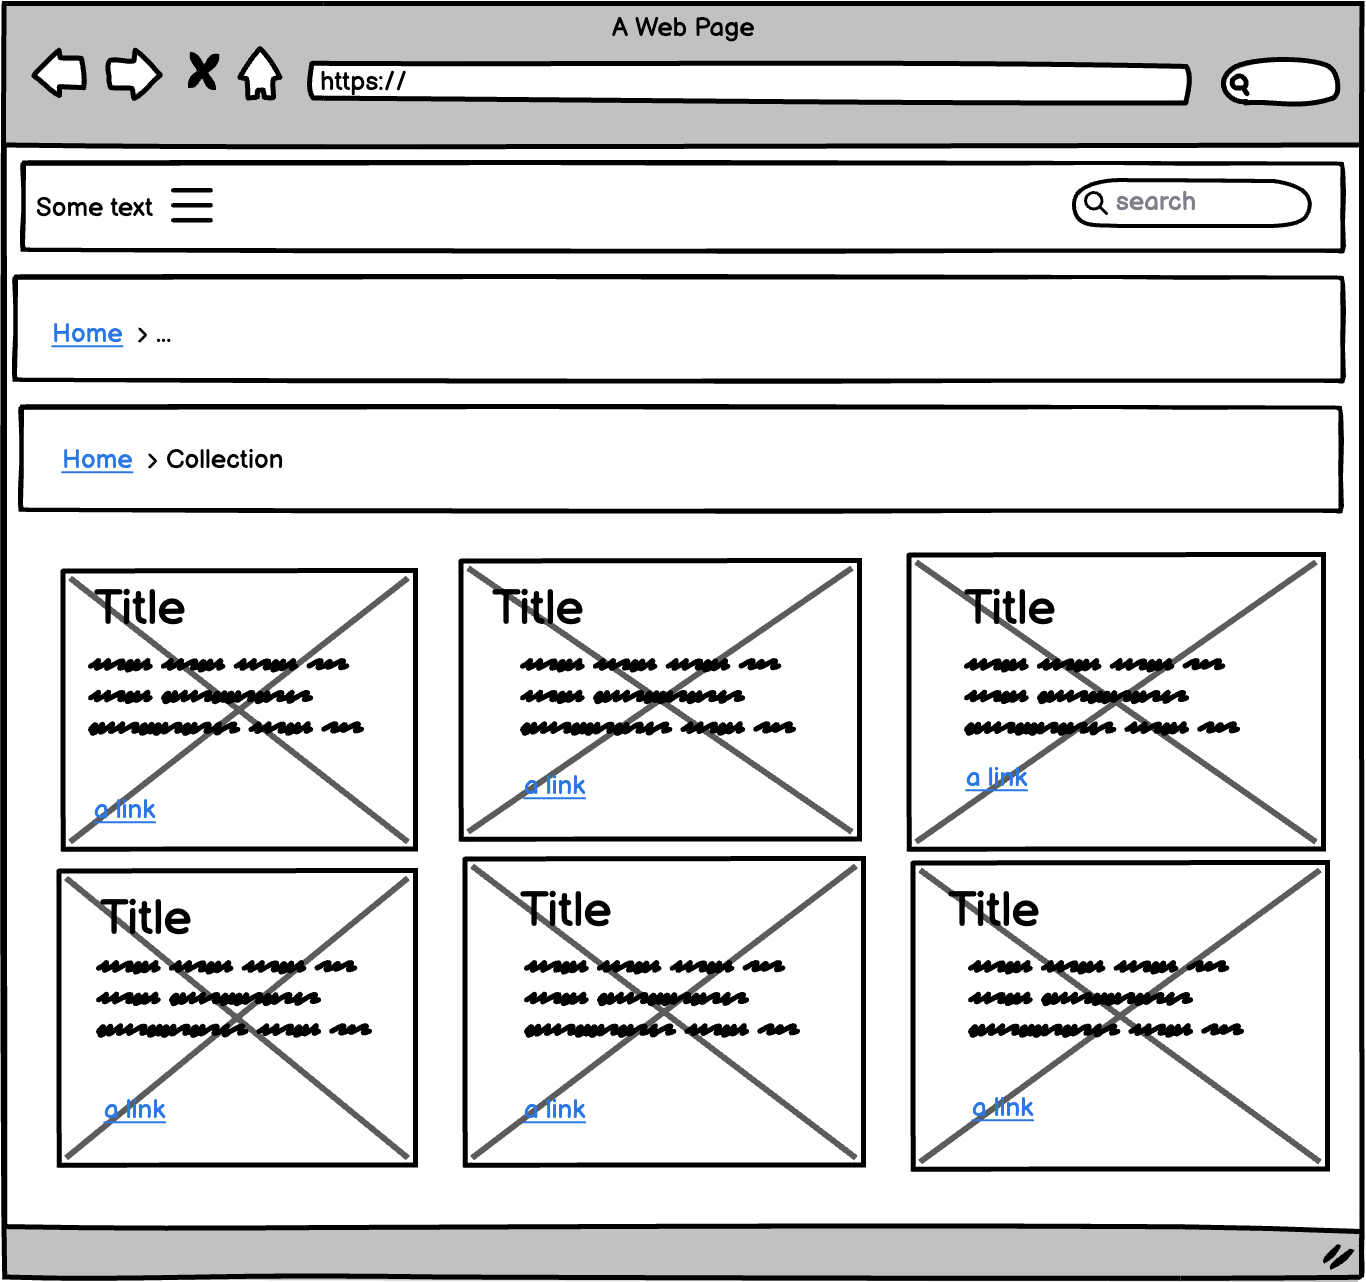 A Web Page
https://
Some text
search
Home > ...
Home > Collection
Title
Title
Title
a link
a link
a link
Title
Title
Title
a link
a link
a link